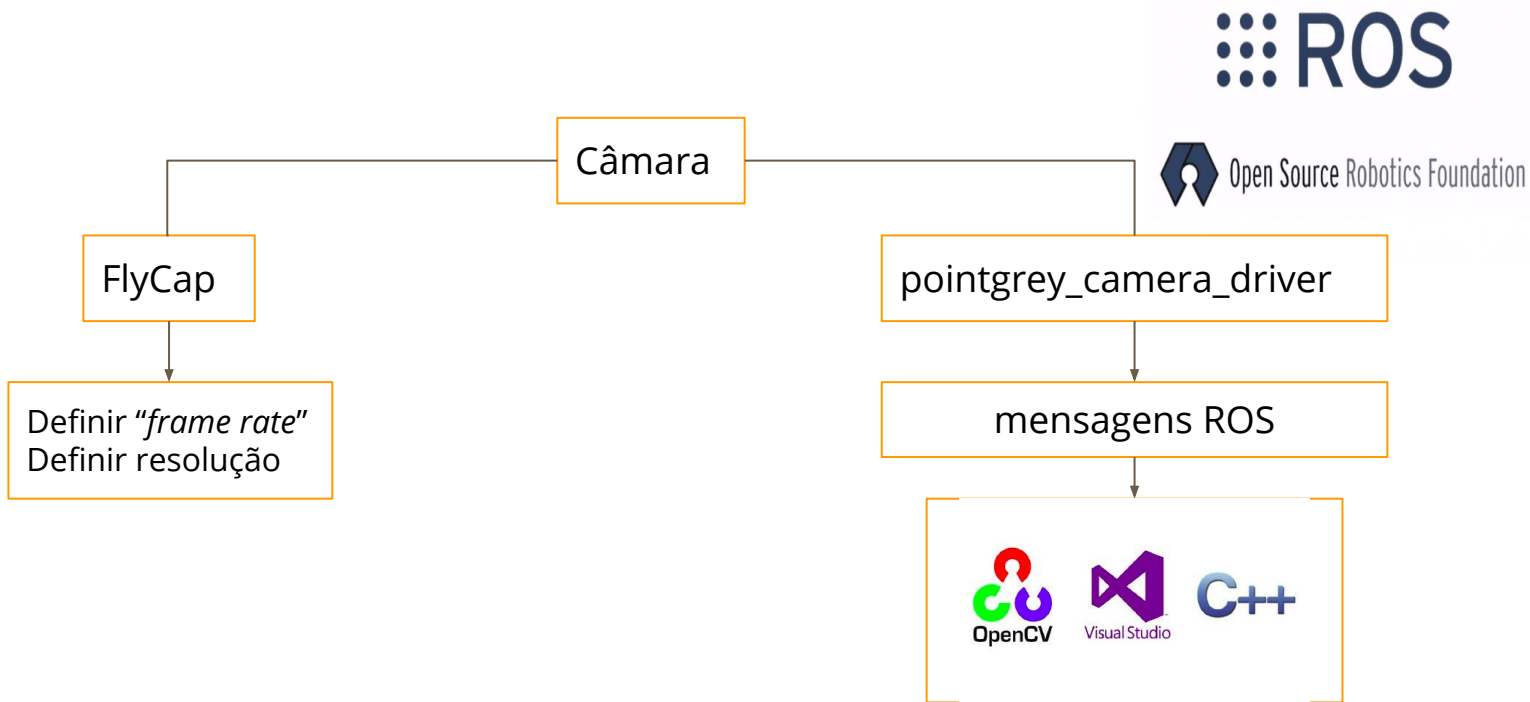 ROS
Open Source Robotics Foundation
Câmara
FlyCap
pointgrey_camera_driver
Definir “frame rate”
Definir resolução
mensagens ROS
OpenCV
Visual Studio
C++